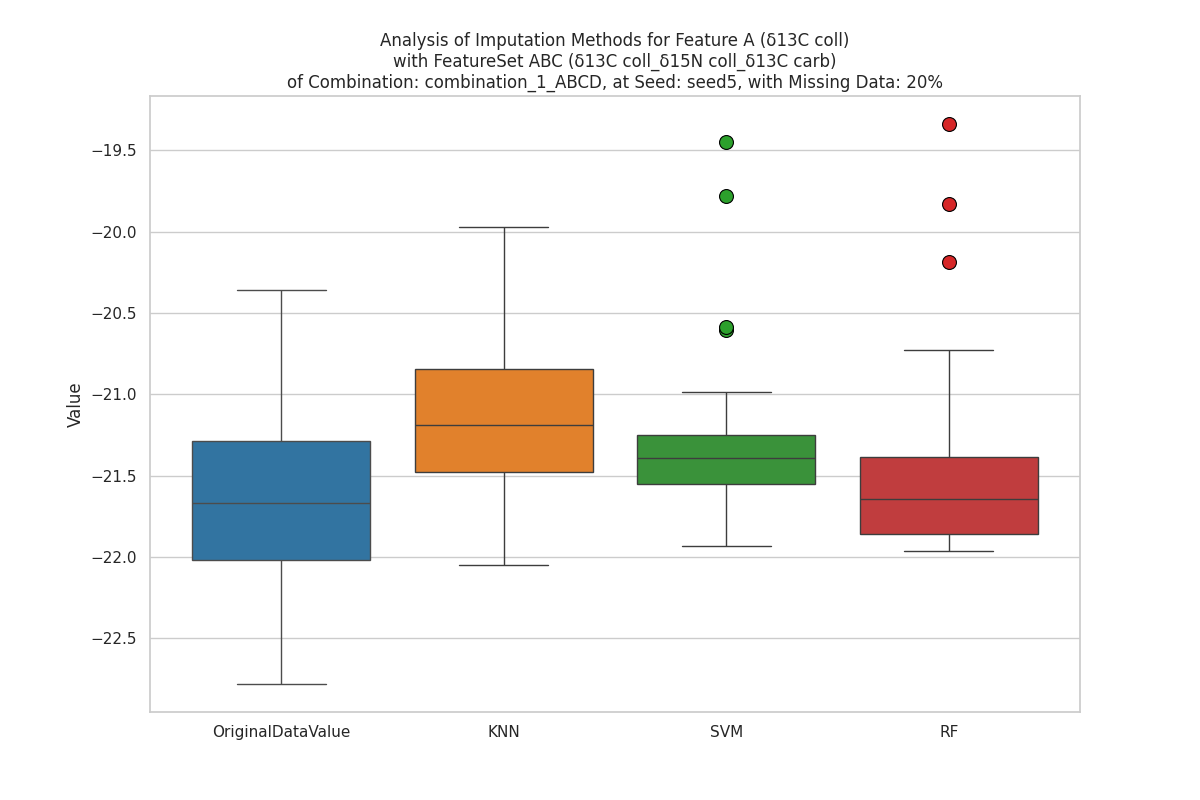 Analysis of Imputation Methods for Feature A (δ13C coll)
with FeatureSet ABC (δ13C coll_δ15N coll_δ13C carb)
of Combination: combination_1_ABCD, at Seed: seed5, with Missing Data: 20%
−19.5
−20.0
−20.5
−21.0
−21.5
−22.0
−22.5
Value
OriginalDataValue
KNN
SVM
RF